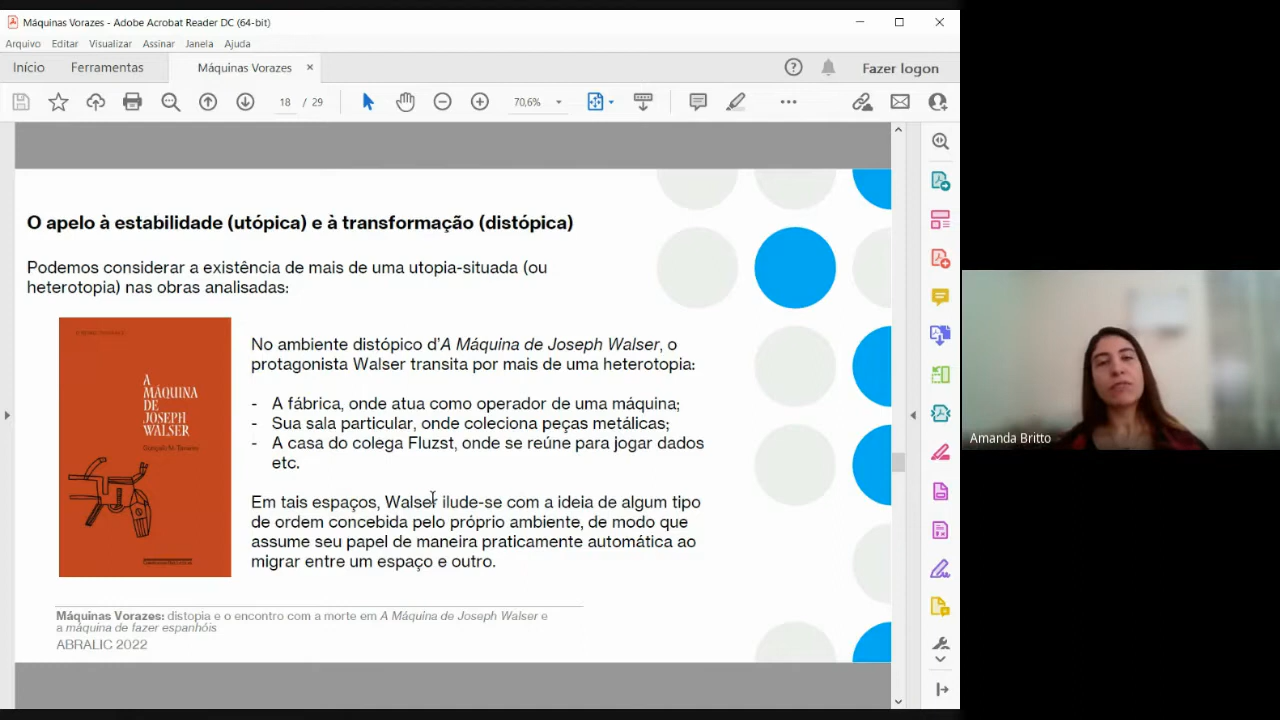 Máquinas Vorazes - Adobe Acrobat Reader DC (64-bit)
Arquivo Editar Visualizar Assinar Janela Ajuda
Início Ferramentas Máquinas Vorazes × Fazer logon
18 / 29 70,6%
O apelo à estabilidade (utópica) e à transformação (distópica)
Podemos considerar a existência de mais de uma utopia-situada (ou
heterotopia) nas obras analisadas:
A
MÁQUINA
DE
JOSEPH
WALSER
Gonçalo M. Tavares
No ambiente distópico d'A Máquina de Joseph Walser, o
protagonista Walser transita por mais de uma heterotopia:
- A fábrica, onde atua como operador de uma máquina;
- Sua sala particular, onde coleciona peças metálicas;
- A casa do colega Fluzst, onde se reúne para jogar dados
etc.
Em tais espaços, Walser ilude-se com a ideia de algum tipo
de ordem concebida pelo próprio ambiente, de modo que
assume seu papel de maneira praticamente automática ao
migrar entre um espaço e outro.
Máquinas Vorazes: distopia e o encontro com a morte em A Máquina de Joseph Walser e
a máquina de fazer espanhóis
ABRALIC 2022
Amanda Britto